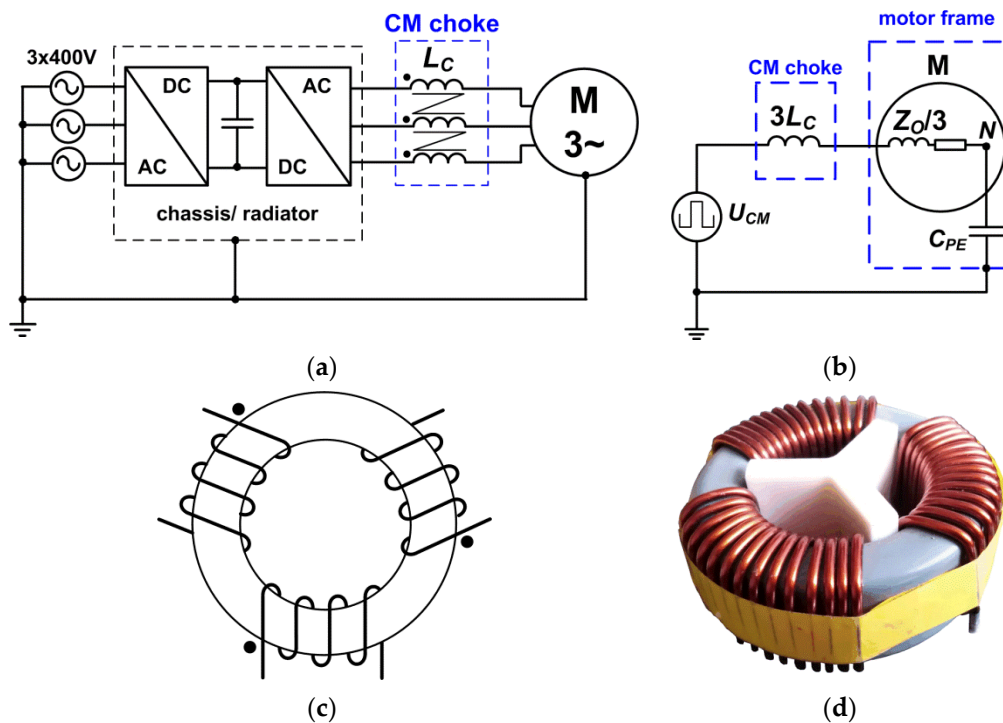 CM choke
3x400V
L_C
DC
AC
AC
DC
M
3~
chassis/ radiator
(a)
motor frame
M
CM choke
3L_C
Z_O/3
N
U_CM
C_PE
(b)
(c)
(d)